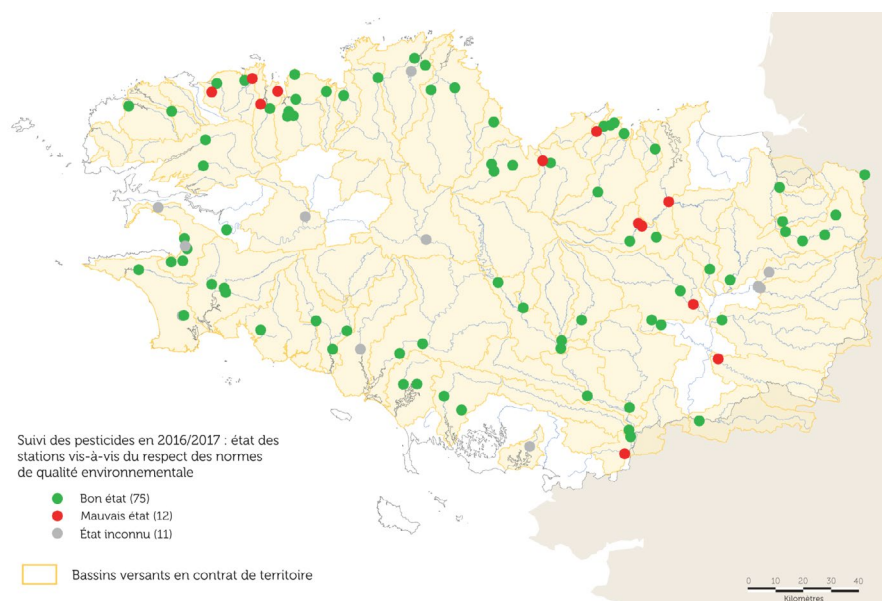 Suivi des pesticides en 2016/2017 : état des
stations vis-à-vis du respect des normes
de qualité environnementale
Bon état (75)
Mauvais état (12)
État inconnu (11)
Bassins versants en contrat de territoire
0 10 20 30 40
Kilomètres